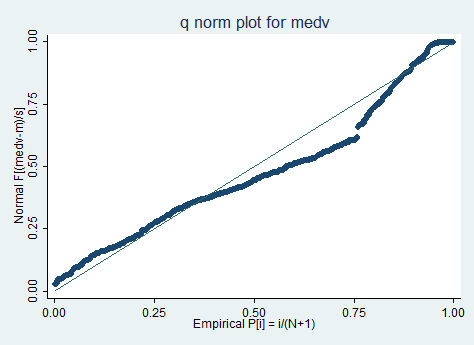 q norm plot for medv
Normal F[(medv-m)/s]
1.00
0.75
0.50
0.25
0.00
0.00 0.25 0.50 0.75 1.00
Empirical P[i] = i/(N+1)